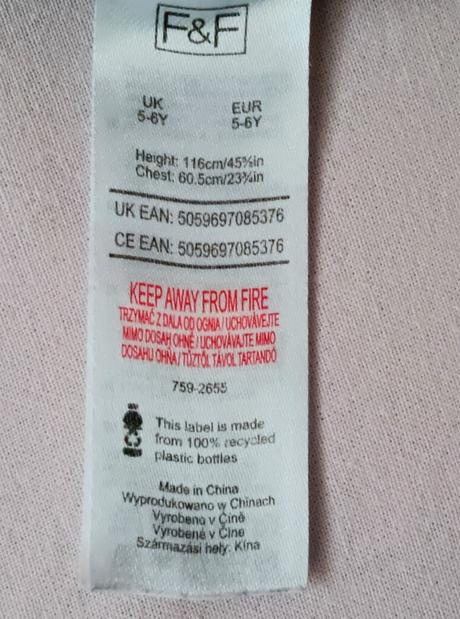 F&F
UK EUR
5-6Y 5-6Y
Height: 116cm/45⅝in
Chest: 60.5cm/23¾in
UK EAN: 5059697085376
CE EAN: 5059697085376
KEEP AWAY FROM FIRE
TRZYMAĆ Z DALA OD OGNIA / UCHOVÁVEJTE
MIMO DOSAH OHNĚ / UCHOVÁVAJTE MIMO
DOSAHU OHŇA / TŰZTŐL TÁVOL TARTANDÓ
759-2655
This label is made
from 100% recycled
plastic bottles
Made in China
Wyprodukowano w Chinach
Vyrobeno v Číně
Vyrobené v Číne
Származási hely: Kína